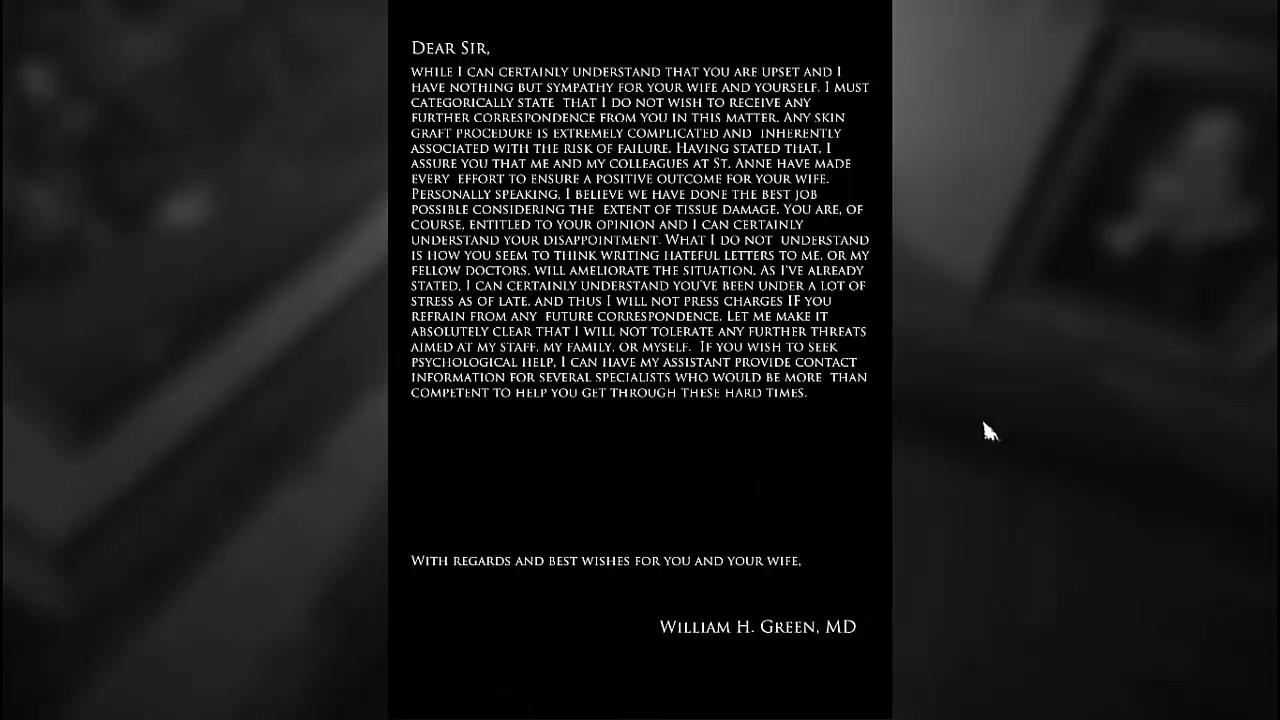 Dear Sir,
while I can certainly understand that you are upset and I
have nothing but sympathy for your wife and yourself. I must
categorically state that I do not wish to receive any
further correspondence from you in this matter. Any skin
graft procedure is extremely complicated and inherently
associated with the risk of failure. Having stated that, I
assure you that me and my colleagues at St. Anne have made
every effort to ensure a positive outcome for your wife.
Personally speaking, I believe we have done the best job
possible considering the extent of tissue damage. You are, of
course, entitled to your opinion and I can certainly
understand your disappointment. What I do not understand
is how you seem to think writing hateful letters to me, or my
fellow doctors, will ameliorate the situation. As I've already
stated, I can certainly understand you've been under a lot of
stress as of late, and thus I will not press charges IF you
refrain from any future correspondence. Let me make it
absolutely clear that I will not tolerate any further threats
aimed at my staff, my family, or myself. If you wish to seek
psychological help, I can have my assistant provide contact
information for several specialists who would be more than
competent to help you get through these hard times.
With regards and best wishes for you and your wife,
William H. Green, MD